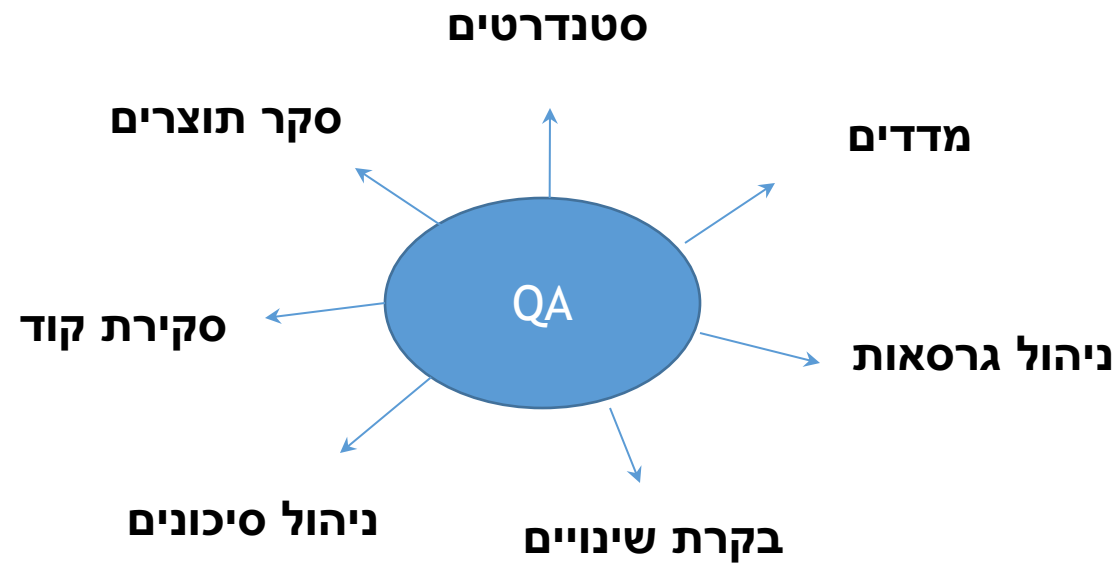 סטנדרטים
סקר תוצרים
מדדים
QA
סקירת קוד
ניהול גרסאות
ניהול סיכונים
בקרת שינויים